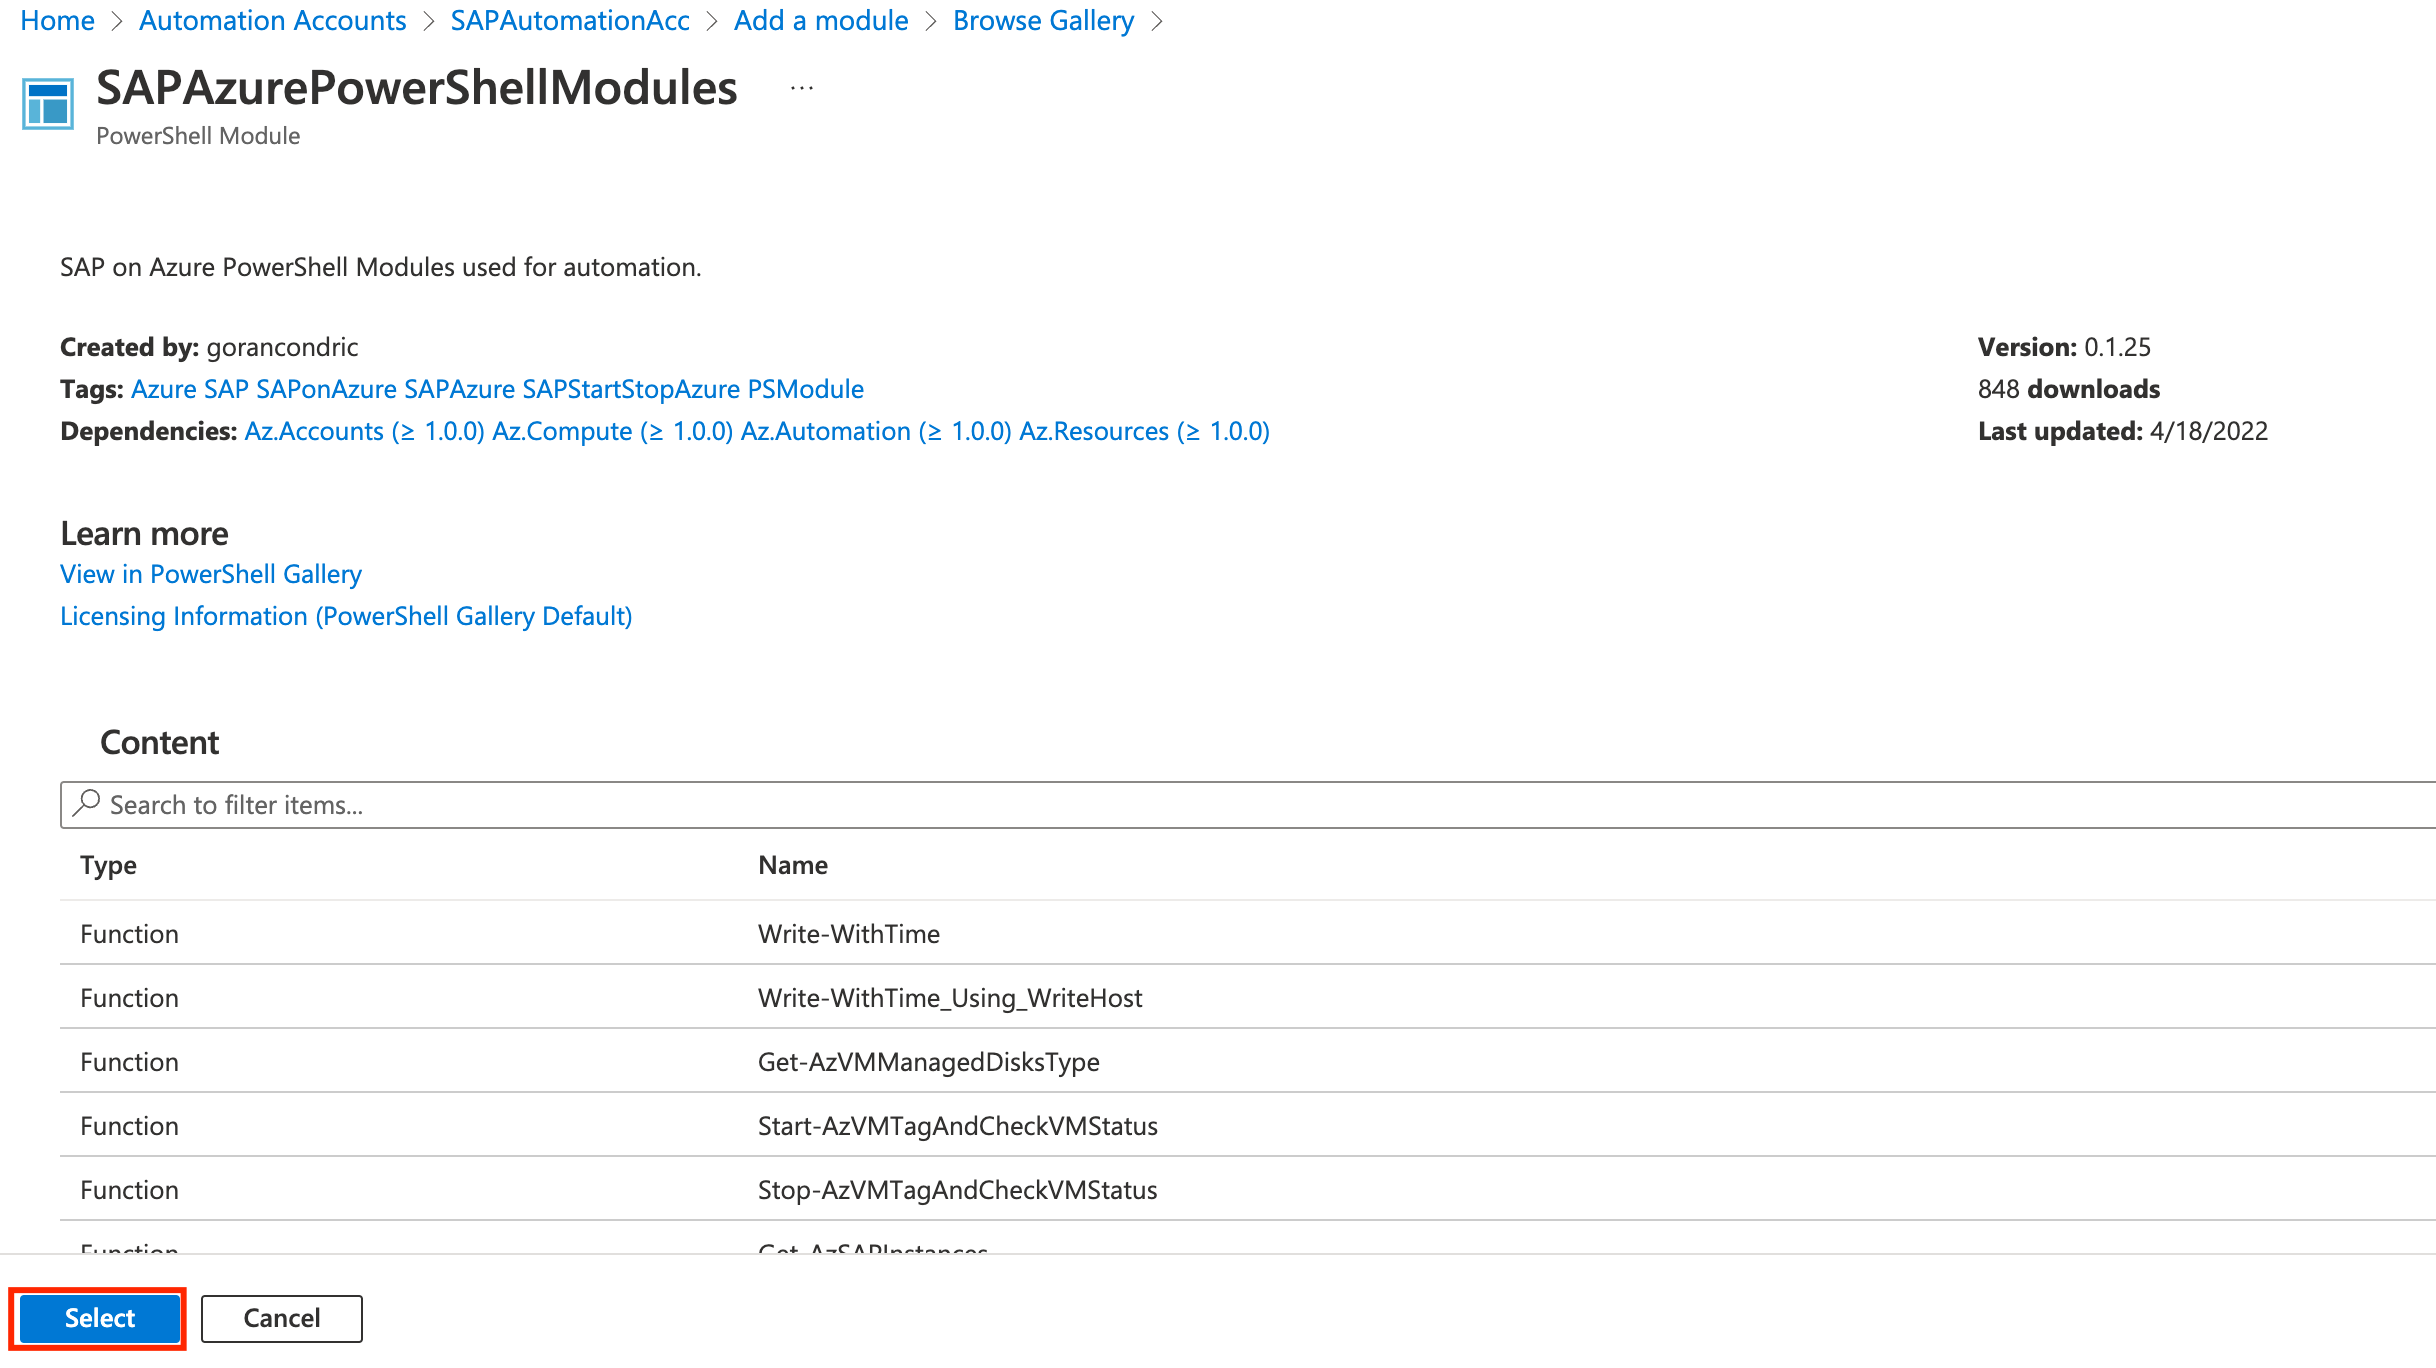 Home > Automation Accounts > SAPAutomationAcc > Add a module > Browse Gallery >
SAPAzurePowerShellModules ...
PowerShell Module
SAP on Azure PowerShell Modules used for automation.
Created by: gorancondric
Version: 0.1.25
Tags: Azure SAP SAPonAzure SAPAzure SAPStartStopAzure PSModule
848 downloads
Dependencies: Az.Accounts (≥ 1.0.0) Az.Compute (≥ 1.0.0) Az.Automation (≥ 1.0.0) Az.Resources (≥ 1.0.0)
Last updated: 4/18/2022
Learn more
View in PowerShell Gallery
Licensing Information (PowerShell Gallery Default)
Content
Search to filter items...
Type Name
Function Write-WithTime
Function Write-WithTime_Using_WriteHost
Function Get-AzVMManagedDisksType
Function Start-AzVMTagAndCheckVMStatus
Function Stop-AzVMTagAndCheckVMStatus
Function Get-AzSAPInstances
Select Cancel